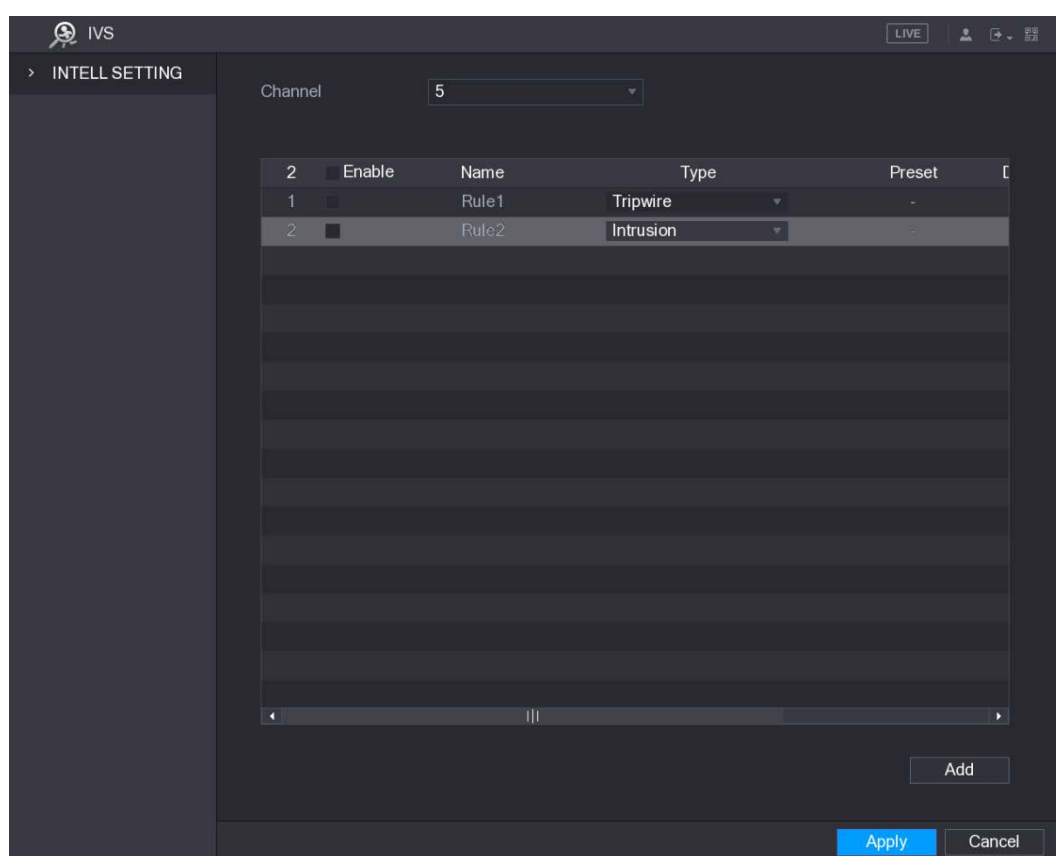 IVS LIVE
> INTELL SETTING
Channel 5
2 Enable Name Type Preset
1 Rule1 Tripwire -
2 Rule2 Intrusion -
Add
Apply Cancel